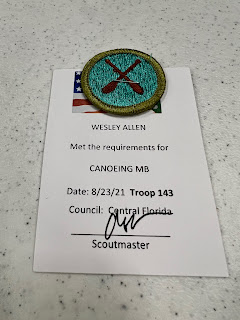 WESLEY ALLEN
Met the requirements for
CANOEING MB
Date: 8/23/21 Troop 143
Council: Central Florida
Scoutmaster